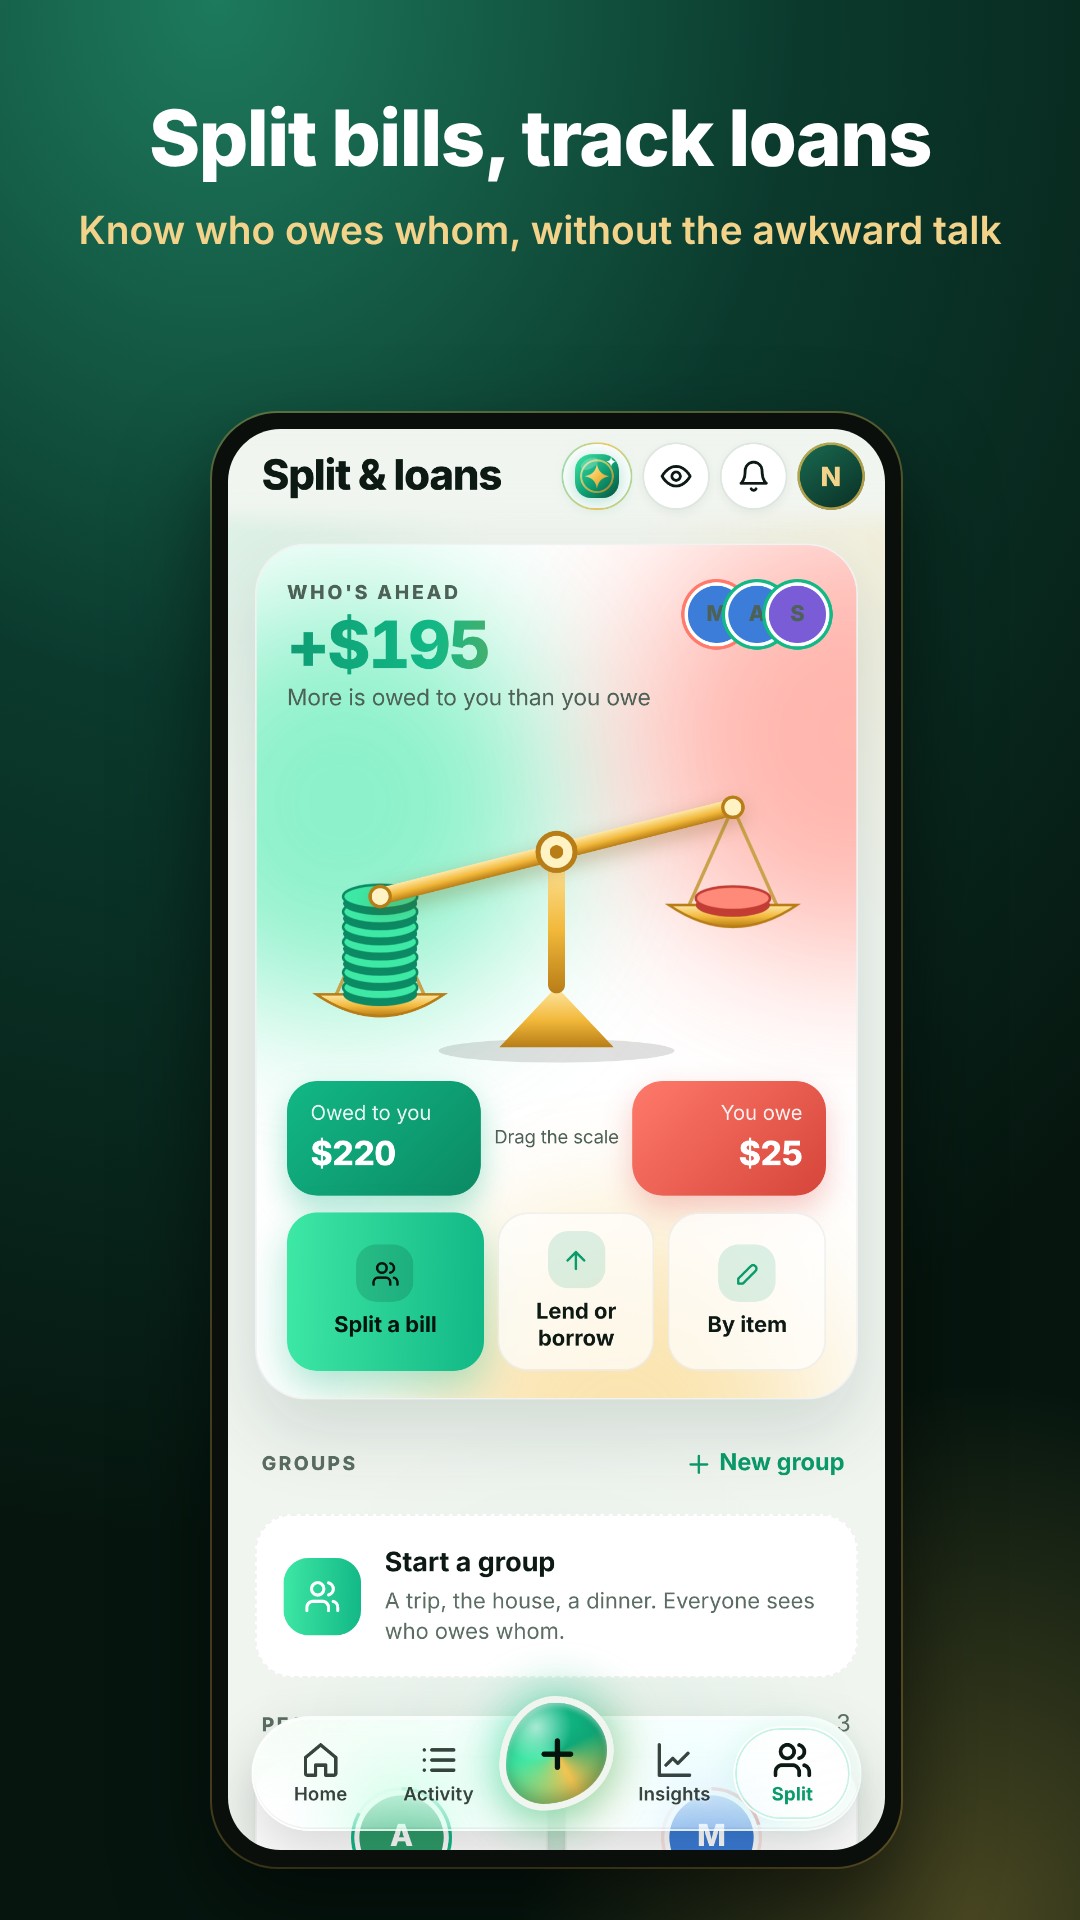 Split bills, track loans
Know who owes whom, without the awkward talk
Split & loans
N
WHO'S AHEAD
M A S
+$195
More is owed to you than you owe
Owed to you
$220
Drag the scale
You owe
$25
Split a bill
Lend or
borrow
By item
GROUPS
+ New group
Start a group
A trip, the house, a dinner. Everyone sees
who owes whom.
3
Home
Activity
Insights
Split
A
M